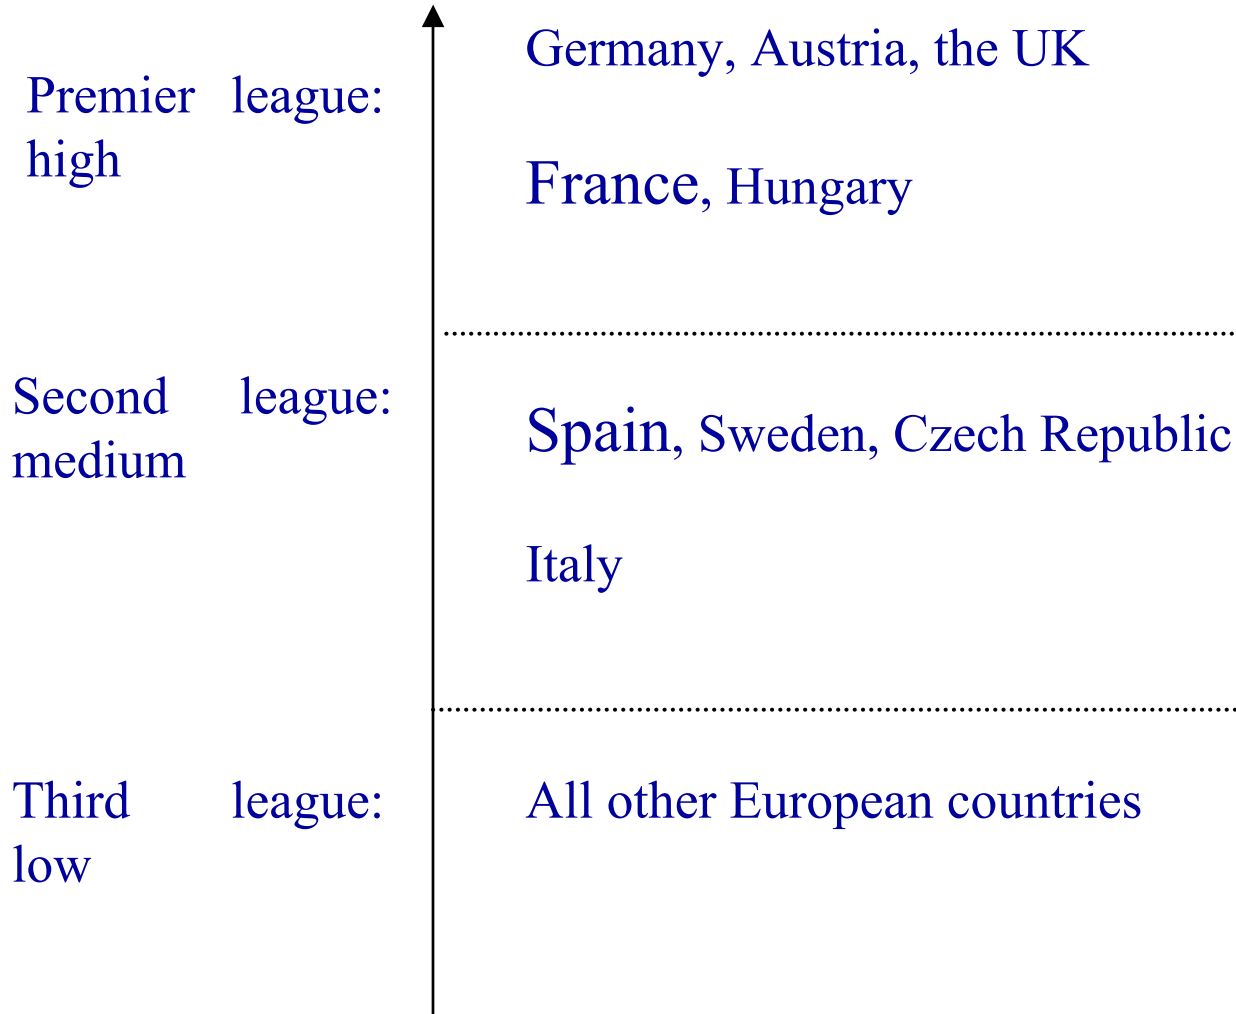 Germany, Austria, the UK
Premier league:
high
France, Hungary
Second league:
medium
Spain, Sweden, Czech Republic
Italy
Third league:
low
All other European countries